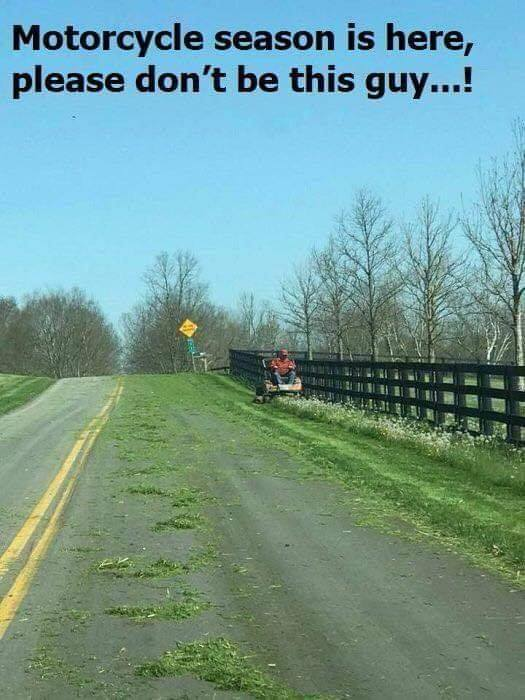 Motorcycle season is here,
please don't be this guy...!